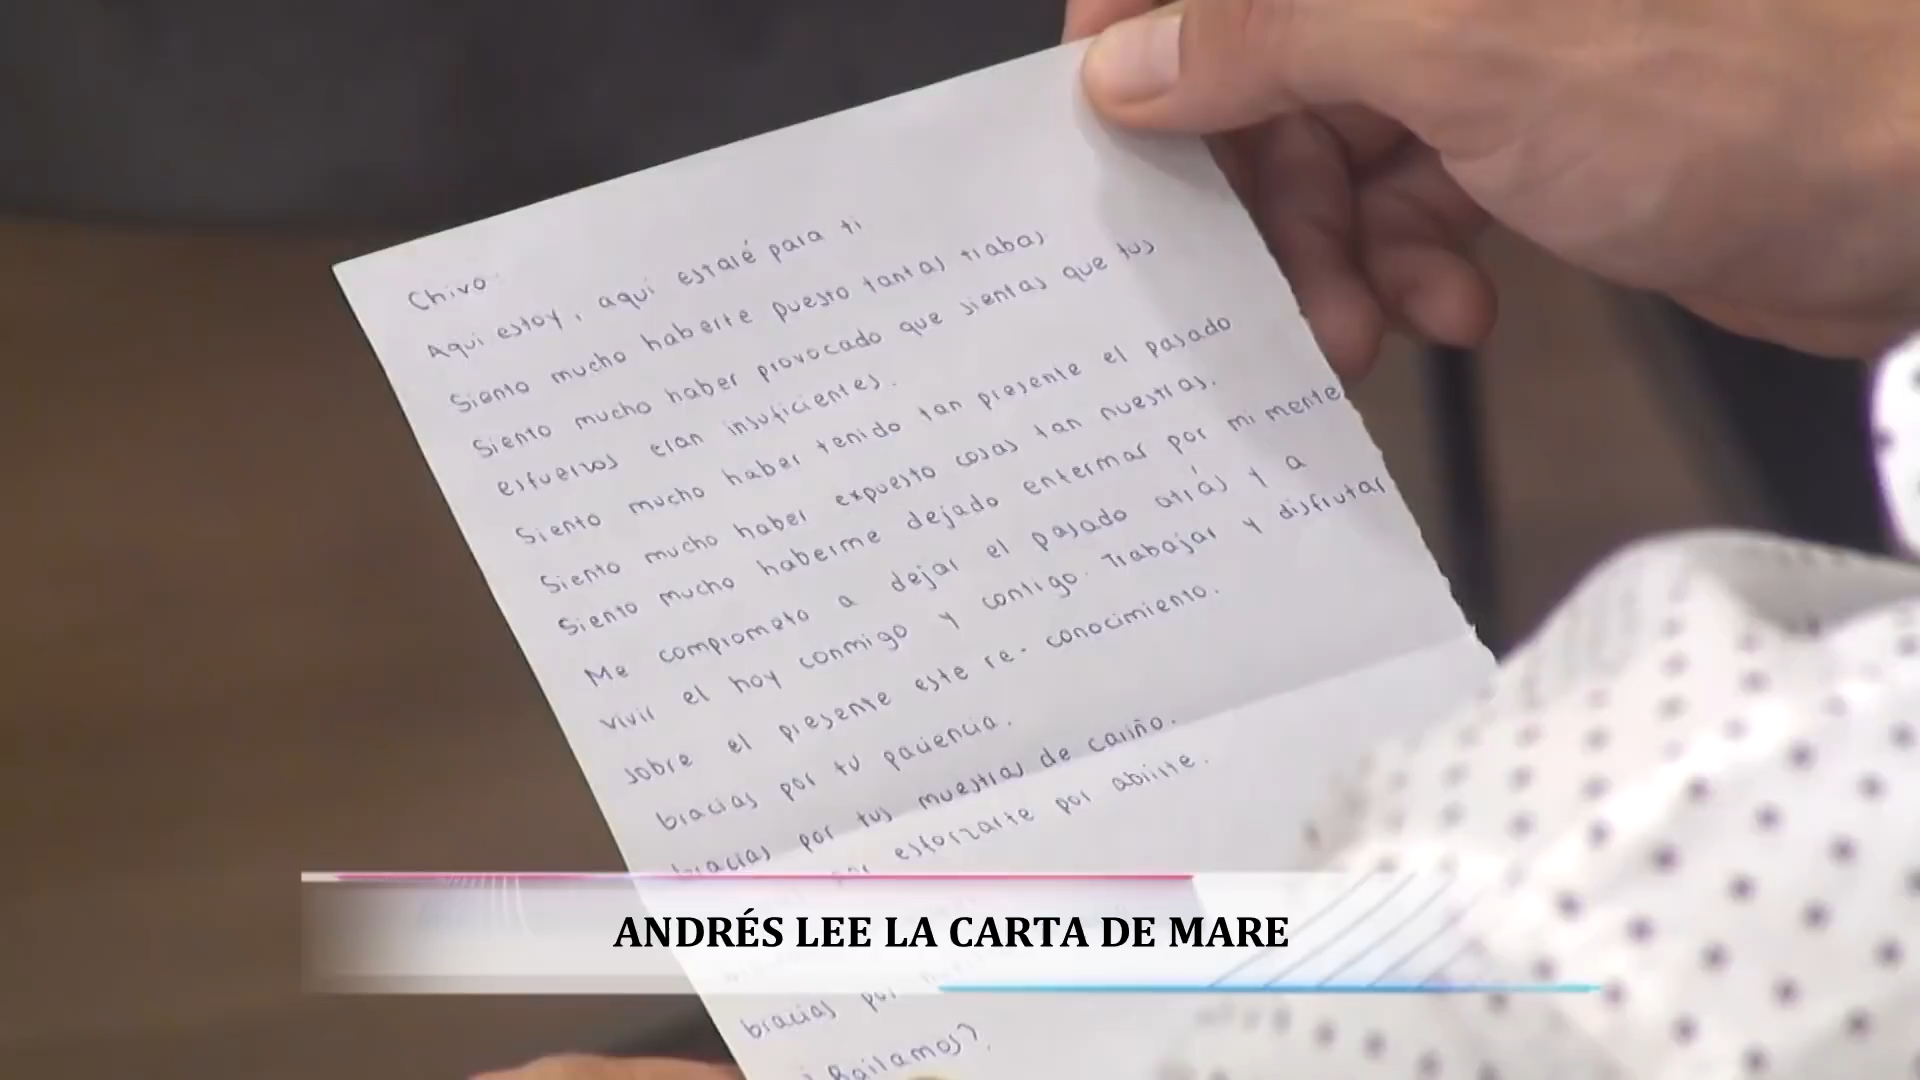 Chivo.
Aqui estoy, aquí estaré para ti
Siento mucho haberte puesto tantas trabas
Siento mucho haber provocado que sientas que tus
esfuerzos eran insuficientes.
Siento mucho haber tenido tan presente el pasado
Siento mucho haber expuesto cosas tan nuestras.
Siento mucho haberme dejado enfermar por mi mente
Me comprometo a dejar el pasado atrás y a
vivir el hoy conmigo y contigo. Trabajar y disfrutar
sobre el presente este re-conocimiento.
Gracias por tu paciencia.
Gracias por tus muestras de cariño.
por esforzarte por abrirte.
Gracias por
¿Bailamos?
ANDRÉS LEE LA CARTA DE MARE